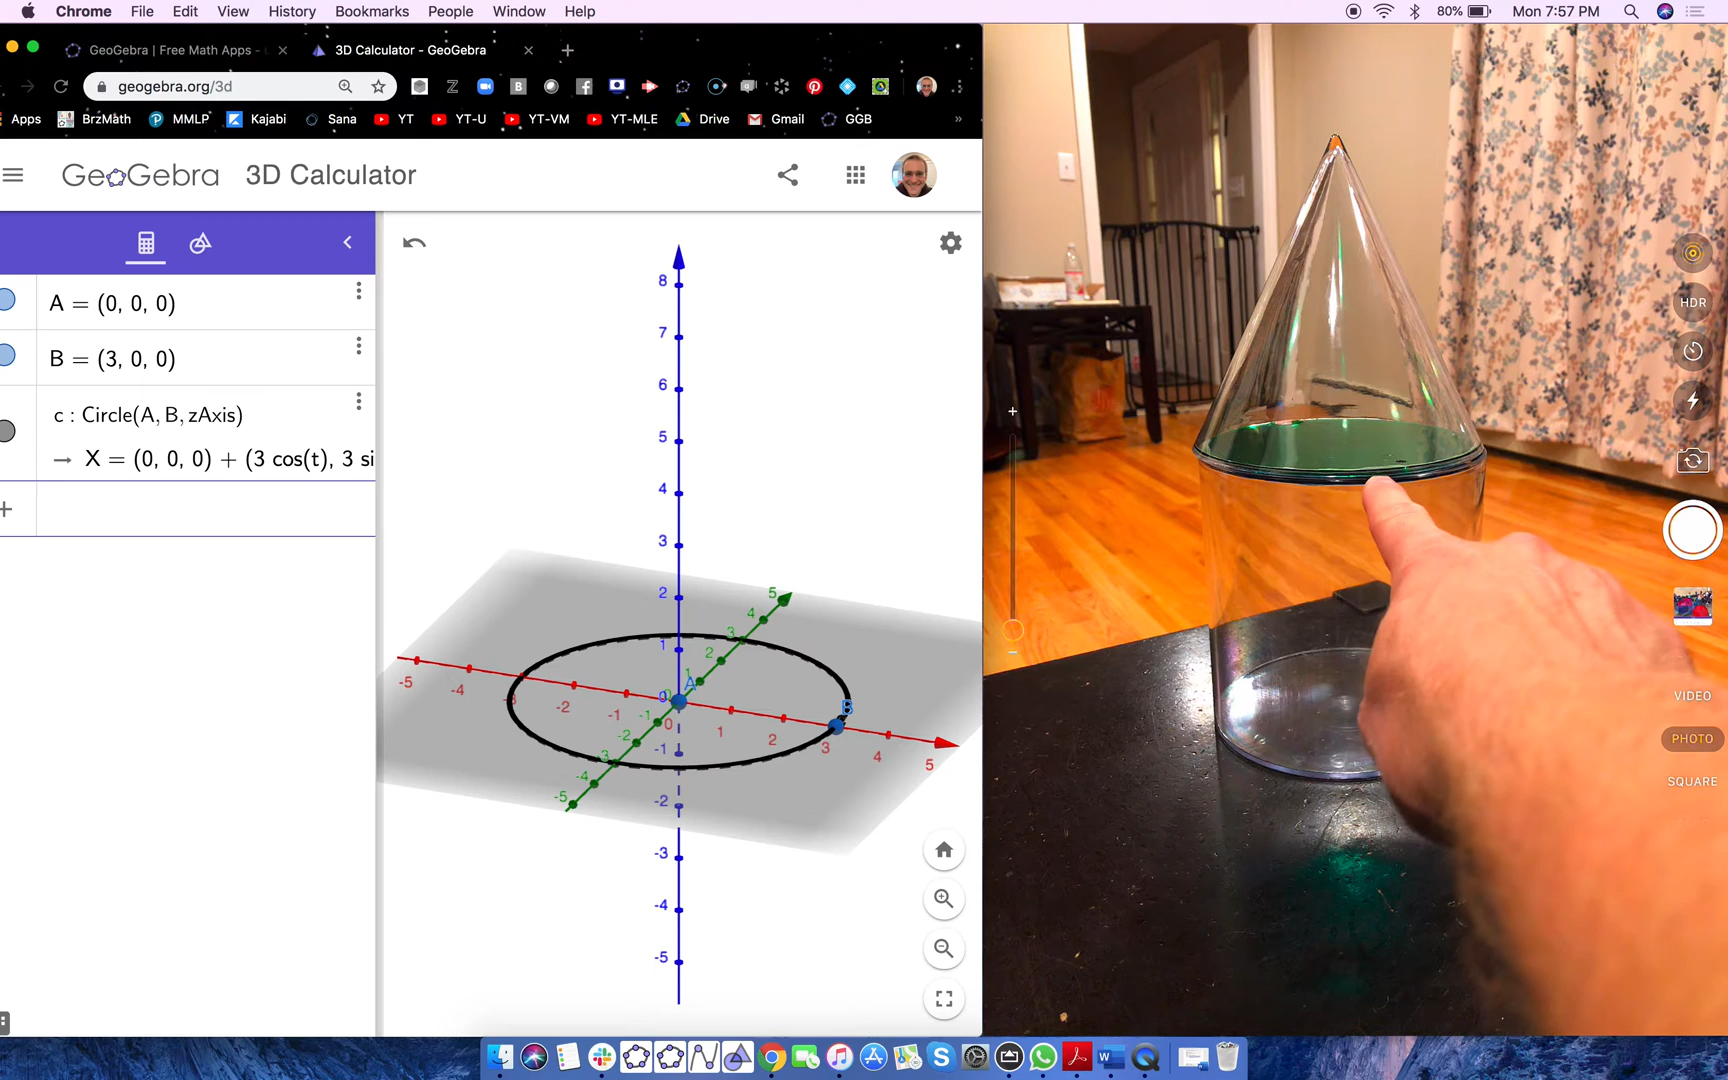 Chrome File Edit View History Bookmarks People Window Help 80% Mon 7:57 PM
GeoGebra | Free Math Apps - 3D Calculator - GeoGebra
geogebra.org/3d
Apps BrzMath MMLP Kajabi Sana YT YT-U YT-VM YT-MLE Drive Gmail GGB »
GeoGebra 3D Calculator
A = (0, 0, 0)
B = (3, 0, 0)
c : Circle(A, B, zAxis)
→ X = (0, 0, 0) + (3 cos(t), 3 si
8
7
6
5
4
3
2
1
0
-1
-2
-3
-4
-5
-5 -4 -3 -2 -1 0 1 2 3 4 5
5
4
3
2
1
0
-1
-2
-3
-4
-5
A
B
HDR
VIDEO
PHOTO
SQUARE